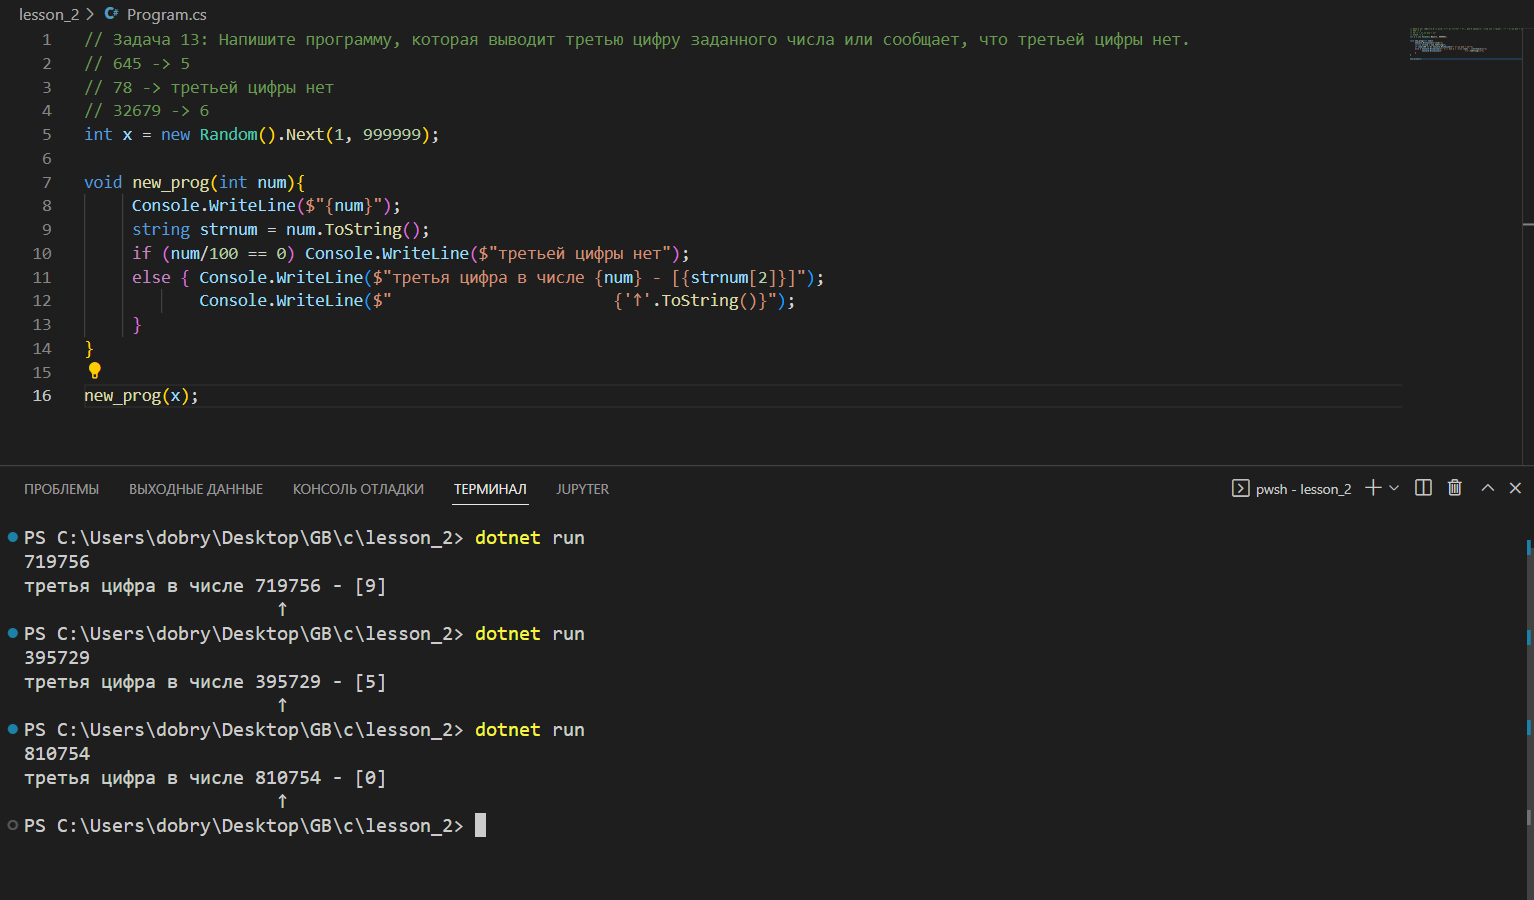 lesson_2 > C# Program.cs
1 // Задача 13: Напишите программу, которая выводит третью цифру заданного числа или сообщает, что третьей цифры нет.
2 // 645 -> 5
3 // 78 -> третьей цифры нет
4 // 32679 -> 6
5 int x = new Random().Next(1, 999999);
6
7 void new_prog(int num){
8 Console.WriteLine($"{num}");
9 string strnum = num.ToString();
10 if (num/100 == 0) Console.WriteLine($"третьей цифры нет");
11 else { Console.WriteLine($"третья цифра в числе {num} - [{strnum[2]}]");
12 Console.WriteLine($"                       {'↑'.ToString()}");
13 }
14 }
15
16 new_prog(x);
ПРОБЛЕМЫ ВЫХОДНЫЕ ДАННЫЕ КОНСОЛЬ ОТЛАДКИ ТЕРМИНАЛ JUPYTER pwsh - lesson_2
PS C:\Users\dobry\Desktop\GB\c\lesson_2> dotnet run
719756
третья цифра в числе 719756 - [9]
↑
PS C:\Users\dobry\Desktop\GB\c\lesson_2> dotnet run
395729
третья цифра в числе 395729 - [5]
↑
PS C:\Users\dobry\Desktop\GB\c\lesson_2> dotnet run
810754
третья цифра в числе 810754 - [0]
↑
PS C:\Users\dobry\Desktop\GB\c\lesson_2>